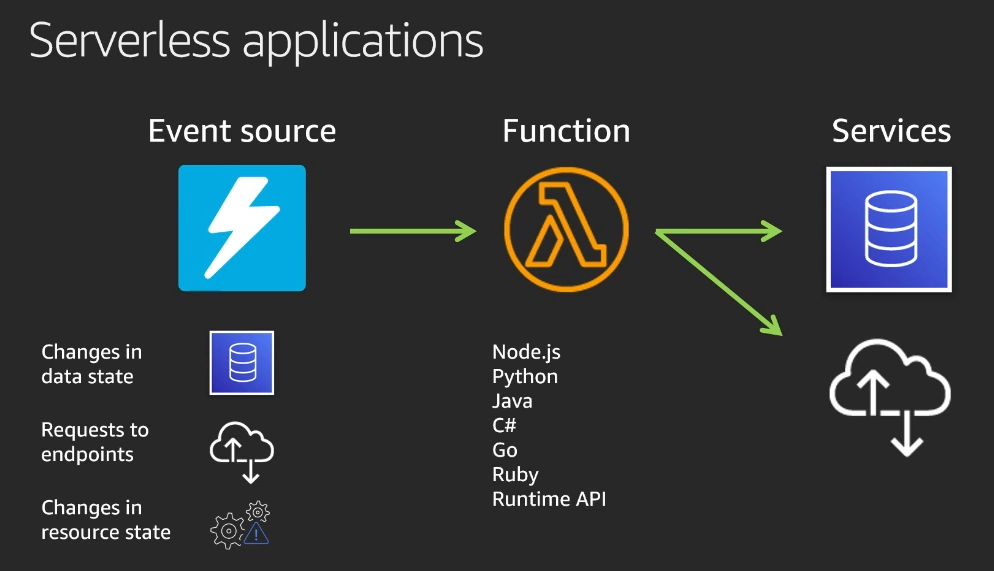 Serverless applications
Event source
Function
Services
Changes in
data state
Requests to
endpoints
Changes in
resource state
Node.js
Python
Java
C#
Go
Ruby
Runtime API